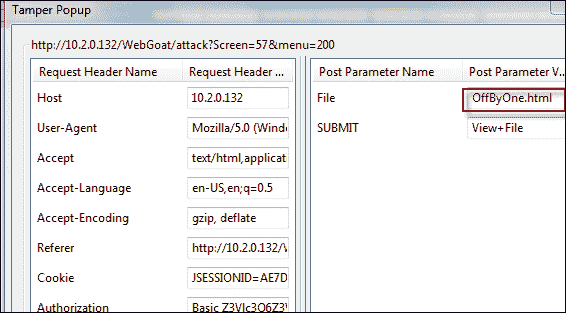 Tamper Popup
http://10.2.0.132/WebGoat/attack?Screen=57&menu=200
Request Header Name Request Header ... Post Parameter Name Post Parameter V...
Host 10.2.0.132 File OffByOne.html
User-Agent Mozilla/5.0 (Windo SUBMIT View+File
Accept text/html,applicati
Accept-Language en-US,en;q=0.5
Accept-Encoding gzip, deflate
Referer http://10.2.0.132/
Cookie JSESSIONID=AE7D
Authorization Basic